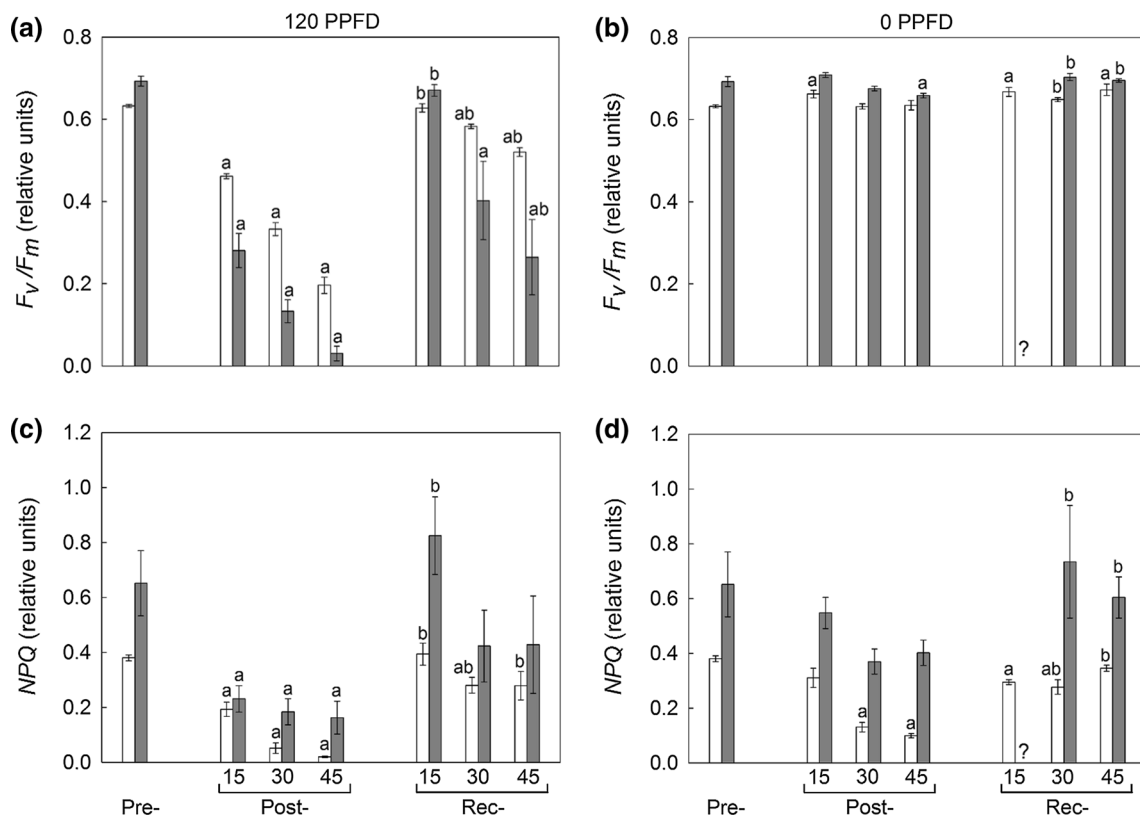 (a)
120 PPFD
0.8
0.6
0.4
0.2
0.0
Fv/Fm (relative units)
a
a
a
a
a
a
b
b
ab
a
ab
ab
(b)
0 PPFD
0.8
0.6
0.4
0.2
0.0
Fv/Fm (relative units)
a
a
a
?
b
b
a
b
(c)
1.2
1.0
0.8
0.6
0.4
0.2
0.0
NPQ (relative units)
a
a
a
a
a
a
b
b
ab
b
15 30 45 15 30 45
Pre- Post- Rec-
(d)
1.2
1.0
0.8
0.6
0.4
0.2
0.0
NPQ (relative units)
a
a
a
?
ab
b
b
b
15 30 45 15 30 45
Pre- Post- Rec-